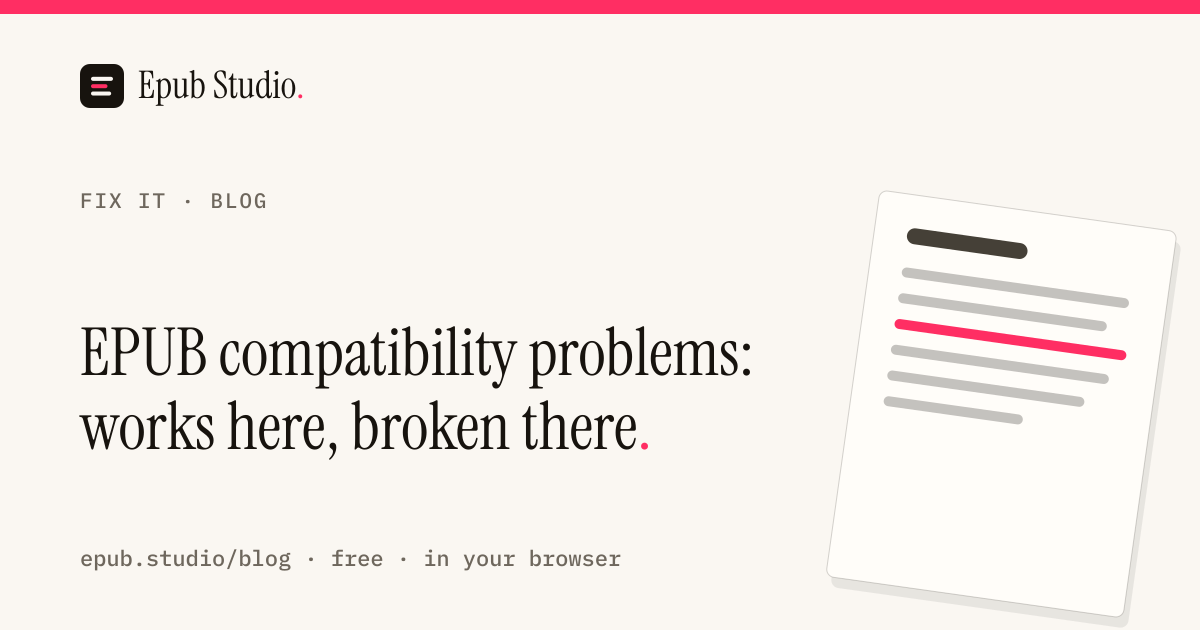 Epub Studio.
FIX IT · BLOG
EPUB compatibility problems:
works here, broken there.
epub.studio/blog · free · in your browser